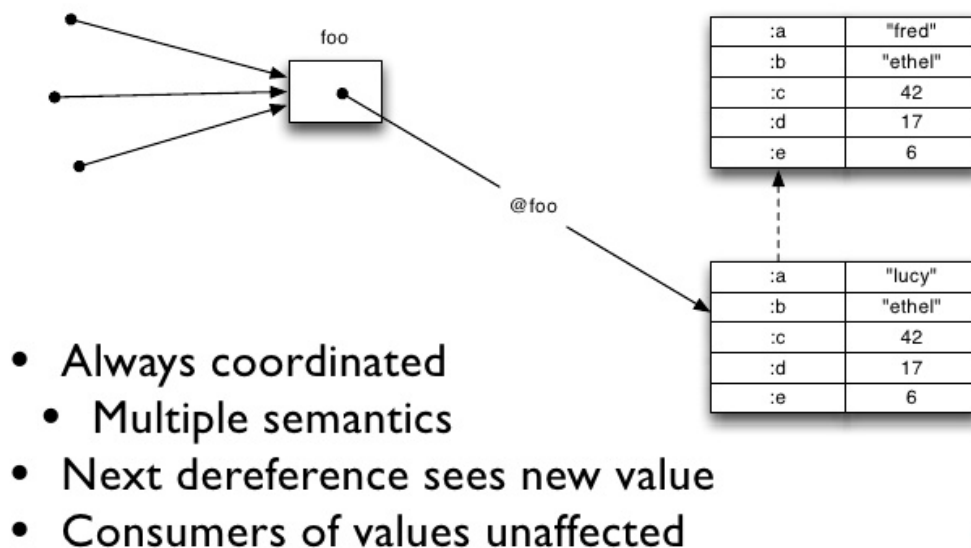 foo
:a "fred"
:b "ethel"
:c 42
:d 17
:e 6
@foo
:a "lucy"
:b "ethel"
:c 42
:d 17
:e 6
• Always coordinated
• Multiple semantics
• Next dereference sees new value
• Consumers of values unaffected